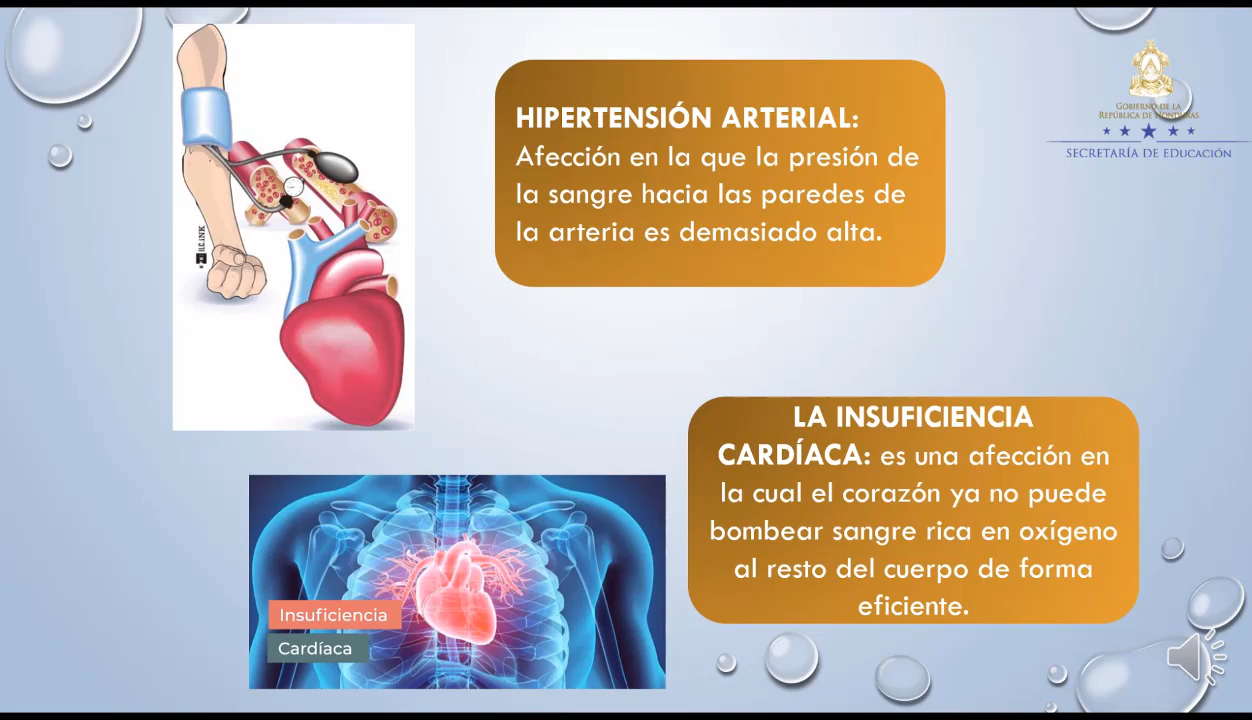 HIPERTENSIÓN ARTERIAL:
Afección en la que la presión de
la sangre hacia las paredes de
la arteria es demasiado alta.
GOBIERNO DE LA
REPÚBLICA DE HONDURAS
SECRETARÍA DE EDUCACIÓN
LA INSUFICIENCIA
CARDÍACA: es una afección en
la cual el corazón ya no puede
bombear sangre rica en oxígeno
al resto del cuerpo de forma
eficiente.
Insuficiencia
Cardíaca